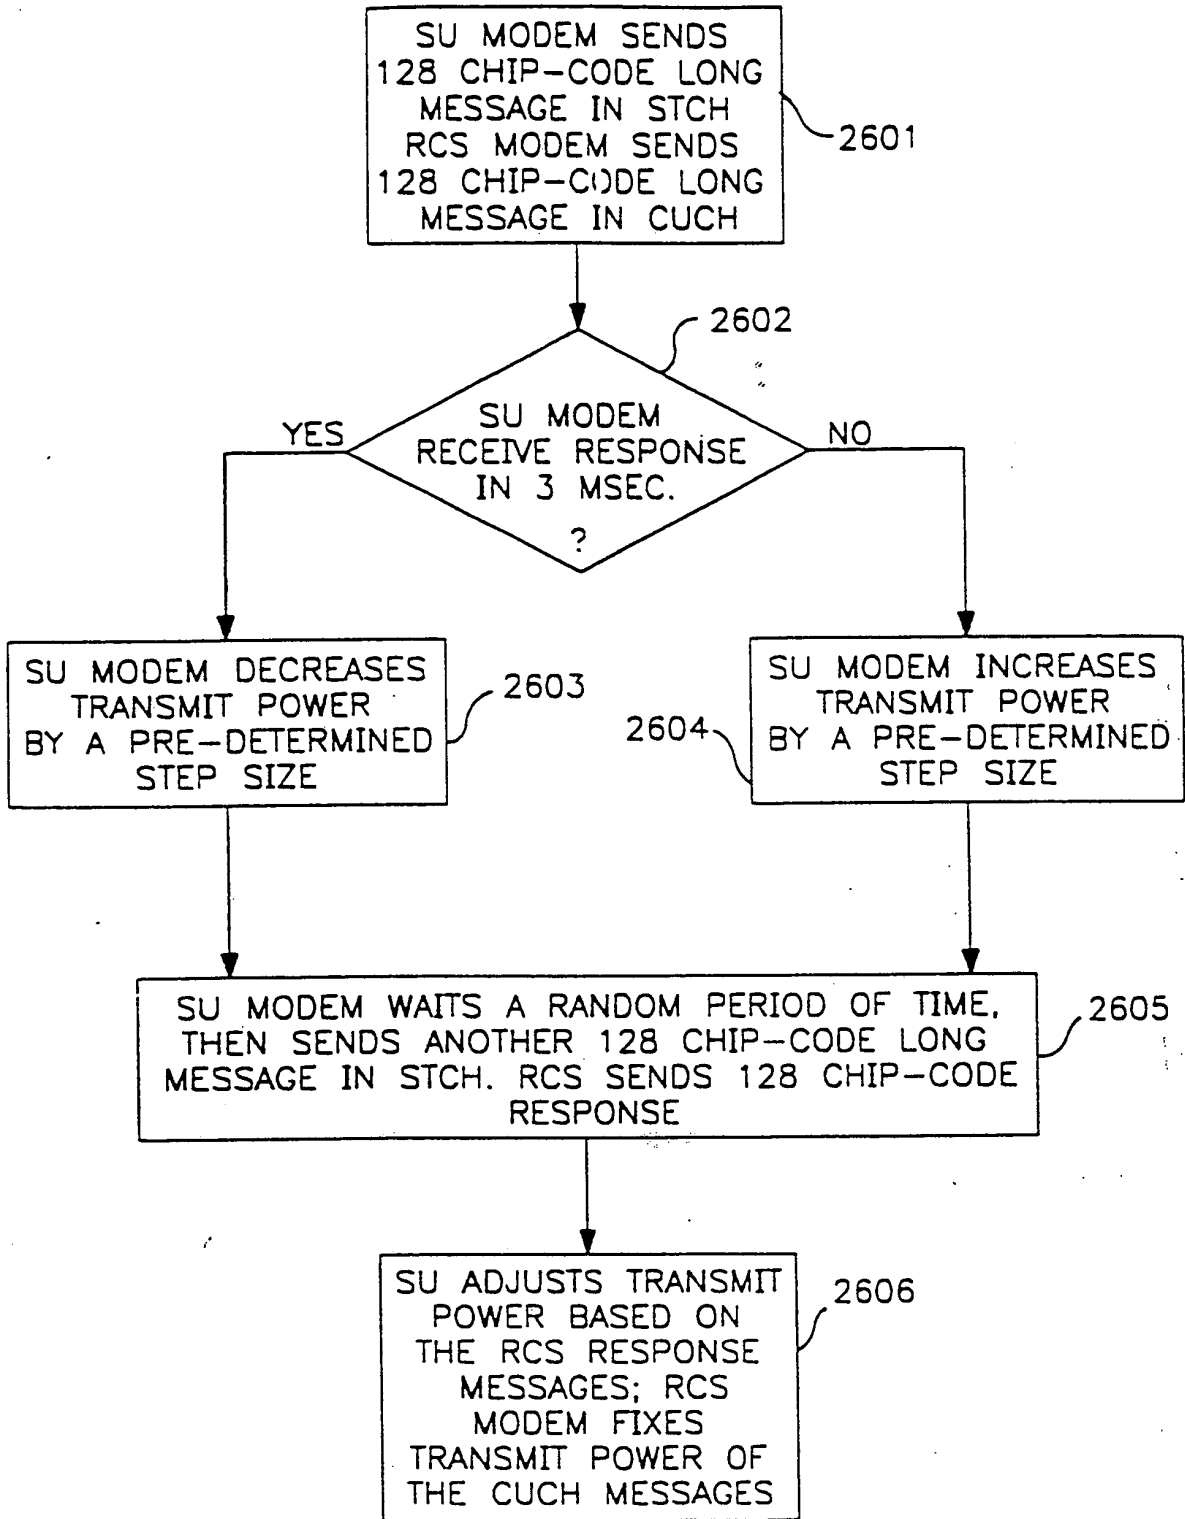 SU MODEM SENDS
128 CHIP-CODE LONG
MESSAGE IN STCH
RCS MODEM SENDS
128 CHIP-CODE LONG
MESSAGE IN CUCH
2601
2602
SU MODEM
RECEIVE RESPONSE
IN 3 MSEC.
?
YES
NO
SU MODEM DECREASES
TRANSMIT POWER
BY A PRE-DETERMINED
STEP SIZE
2603
SU MODEM INCREASES
TRANSMIT POWER
BY A PRE-DETERMINED
STEP SIZE
2604
SU MODEM WAITS A RANDOM PERIOD OF TIME,
THEN SENDS ANOTHER 128 CHIP-CODE LONG
MESSAGE IN STCH. RCS SENDS 128 CHIP-CODE
RESPONSE
2605
SU ADJUSTS TRANSMIT
POWER BASED ON
THE RCS RESPONSE
MESSAGES; RCS
MODEM FIXES
TRANSMIT POWER OF
THE CUCH MESSAGES
2606